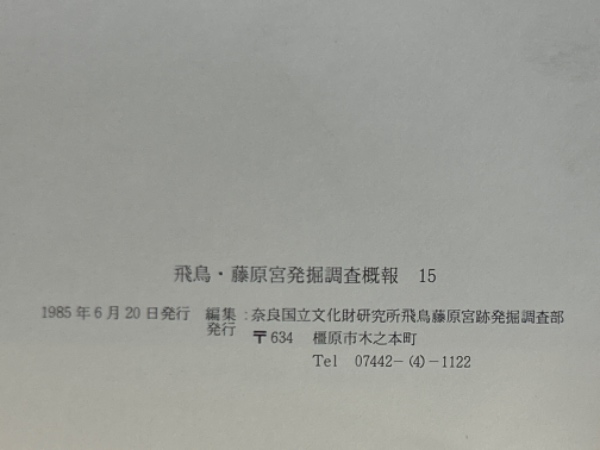 飛鳥・藤原宮発掘調査概報 15
1985年6月20日発行 編集発行:奈良国立文化財研究所飛鳥藤原宮跡発掘調査部
〒634 橿原市木之本町
Tel 07442-(4)-1122